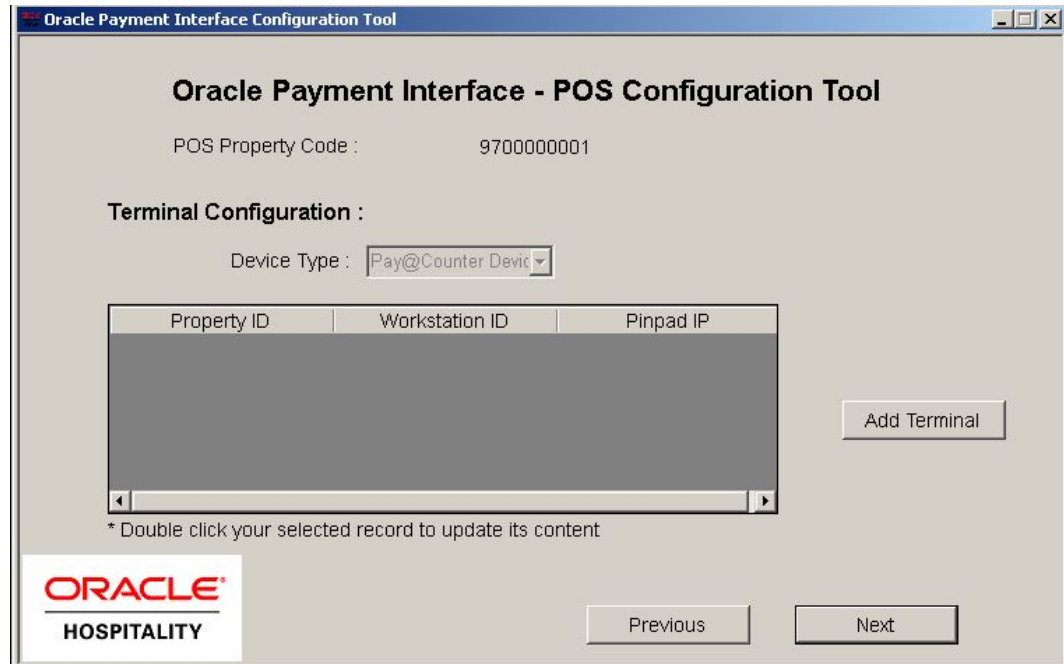 Oracle Payment Interface Configuration Tool
Oracle Payment Interface - POS Configuration Tool
POS Property Code : 9700000001
Terminal Configuration :
Device Type : Pay@Counter Devic
Property ID Workstation ID Pinpad IP
Add Terminal
* Double click your selected record to update its content
ORACLE®
HOSPITALITY
Previous Next